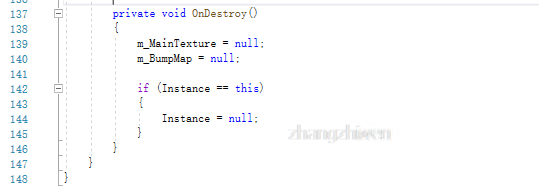 137 private void OnDestroy()
138 {
139 m_MainTexture = null;
140 m_BumpMap = null;
141
142 if (Instance == this)
143 {
144 Instance = null;
145 }
146 }
147 }
148 }
zhangzhiwen